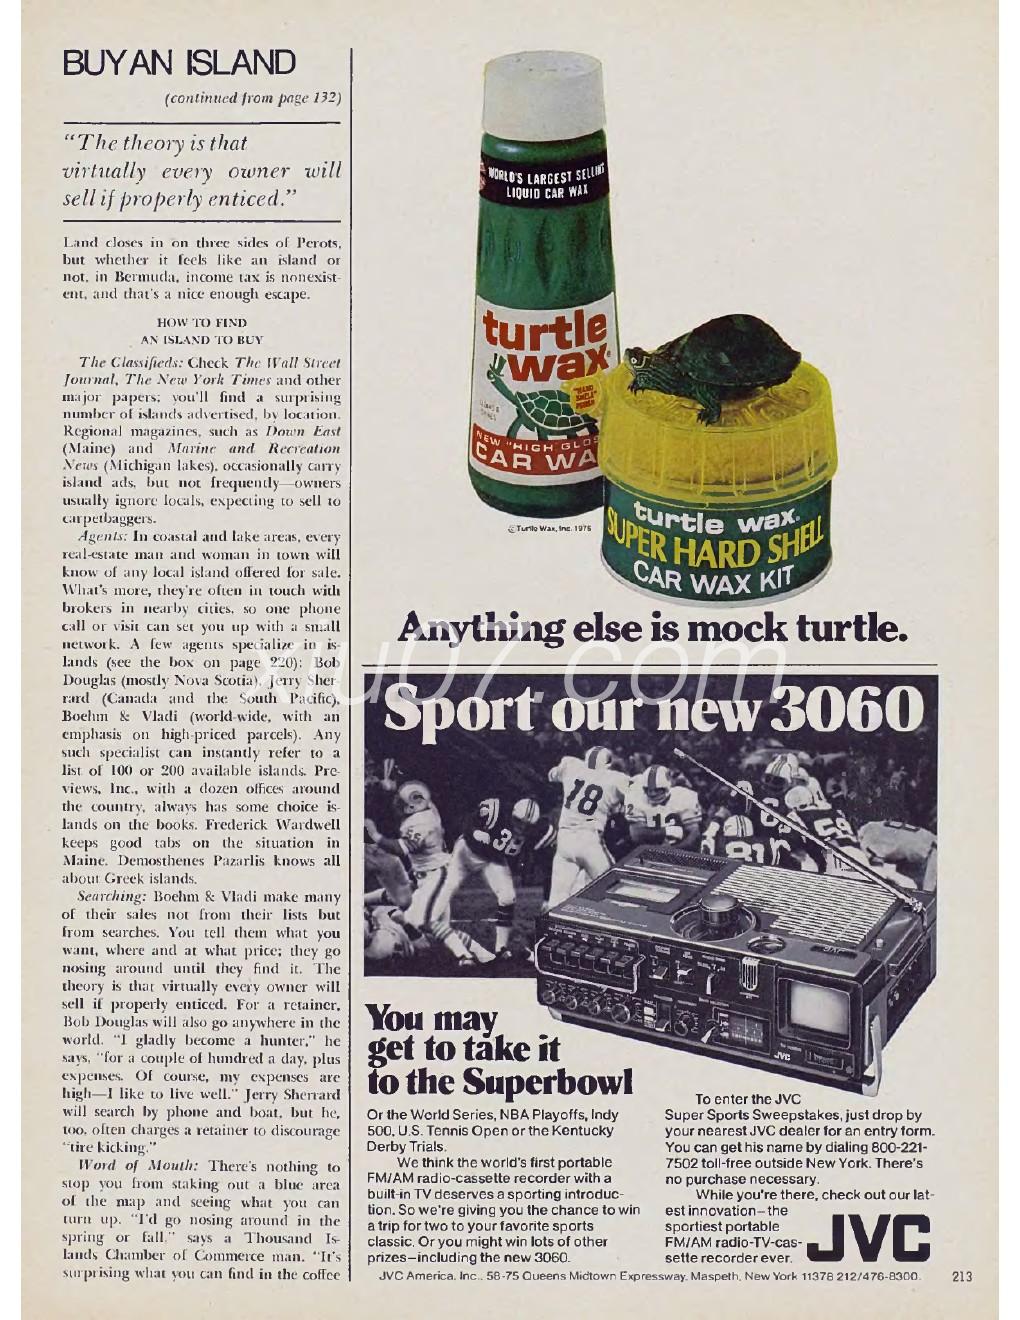 BUY AN ISLAND
(continued from page 132)
“The theory is that
virtually every owner will
sell if properly enticed.”
Land closes in on three sides of Perots,
but whether it feels like an island or
not, in Bermuda, income tax is nonexist-
ent, and that's a nice enough escape.
HOW TO FIND
AN ISLAND TO BUY
The Classifieds: Check The Wall Street
Journal, The New York Times and other
major papers; you'll find a surprising
number of islands advertised, by location.
Regional magazines, such as Down East
(Maine) and Marine and Recreation
News (Michigan lakes), occasionally carry
island ads, but not frequently—owners
usually ignore locals, expecting to sell to
carpetbaggers.
Agents: In coastal and lake areas, every
real-estate man and woman in town will
know of any local island offered for sale.
What's more, they're often in touch with
brokers in nearby cities, so one phone
call or visit can set you up with a small
network. A few agents specialize in is-
lands (see the box on page 220): Bob
Douglas (mostly Nova Scotia), Jerry Sher-
rard (Canada and the South Pacific),
Boehm & Vladi (world-wide, with an
emphasis on high-priced parcels). Any
such specialist can instantly refer to a
list of 100 or 200 available islands. Pre-
views, Inc., with a dozen offices around
the country, always has some choice is-
lands on the books. Frederick Wardwell
keeps good tabs on the situation in
Maine. Demosthenes Pazarlis knows all
about Greek islands.
Searching: Boehm & Vladi make many
of their sales not from their lists but
from searches. You tell them what you
want, where and at what price; they go
nosing around until they find it. The
theory is that virtually every owner will
sell if properly enticed. For a retainer,
Bob Douglas will also go anywhere in the
world. "I gladly become a hunter," he
says, "for a couple of hundred a day, plus
expenses. Of course, my expenses are
high—I like to live well." Jerry Sherrard
will search by phone and boat, but he,
too, often charges a retainer to discourage
"tire kicking."
Word of Mouth: There's nothing to
stop you from staking out a blue area
of the map and seeing what you can
turn up. "I'd go nosing around in the
spring or fall," says a Thousand Is-
lands Chamber of Commerce man. "It's
surprising what you can find in the coffee
WORLD'S LARGEST SELLING
LIQUID CAR WAX
turtle
wax®
"HARD
SHELL"
FINISH
NEW "HIGH GLOS
CAR WA
©Turtle Wax, Inc. 1976
turtle wax.
SUPER HARD SHELL
CAR WAX KIT
Anything else is mock turtle.
xiu07.com
Sport our new 3060
18
38
12
81
JVC
You may
get to take it
to the Superbowl
Or the World Series, NBA Playoffs, Indy
500, U.S. Tennis Open or the Kentucky
Derby Trials.
We think the world's first portable
FM/AM radio-cassette recorder with a
built-in TV deserves a sporting introduc-
tion. So we're giving you the chance to win
a trip for two to your favorite sports
classic. Or you might win lots of other
prizes—including the new 3060.
To enter the JVC
Super Sports Sweepstakes, just drop by
your nearest JVC dealer for an entry form.
You can get his name by dialing 800-221-
7502 toll-free outside New York. There's
no purchase necessary.
While you're there, check out our lat-
est innovation—the
sportiest portable
FM/AM radio-TV-cas-
sette recorder ever.
JVC
JVC America, Inc., 58-75 Queens Midtown Expressway, Maspeth, New York 11378 212/476-8300.
213